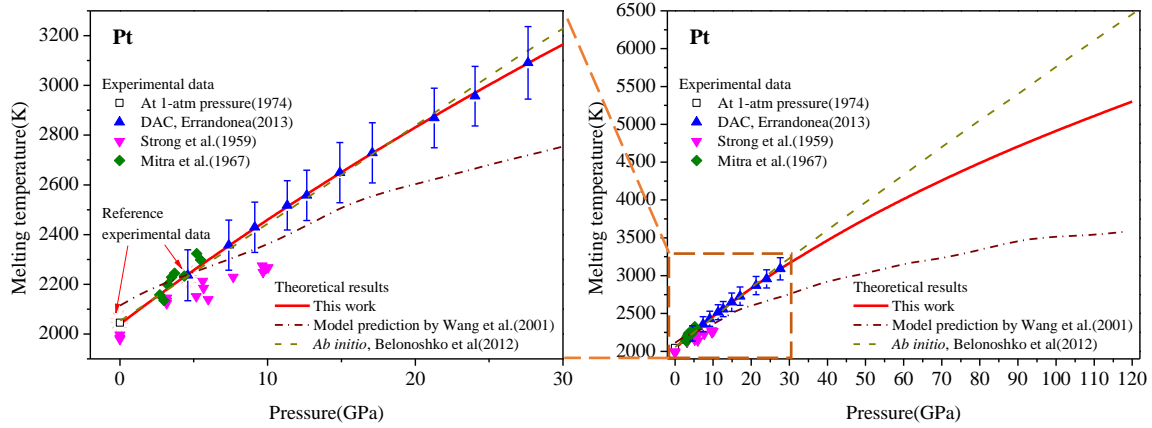 Pt
Experimental data
At 1-atm pressure(1974)
DAC, Errandonea(2013)
Strong et al.(1959)
Mitra et al.(1967)
Reference
experimental data
Theoretical results
This work
Model prediction by Wang et al.(2001)
Ab initio, Belonoshko et al(2012)
3200
3000
2800
2600
2400
2200
2000
Melting temperature(K)
0 10 20 30
Pressure(GPa)
Pt
Experimental data
At 1-atm pressure(1974)
DAC, Errandonea(2013)
Strong et al.(1959)
Mitra et al.(1967)
Theoretical results
This work
Model prediction by Wang et al.(2001)
Ab initio, Belonoshko et al(2012)
6500
6000
5500
5000
4500
4000
3500
3000
2500
2000
Melting temperature(K)
0 10 20 30 40 50 60 70 80 90 100 110 120
Pressure(GPa)